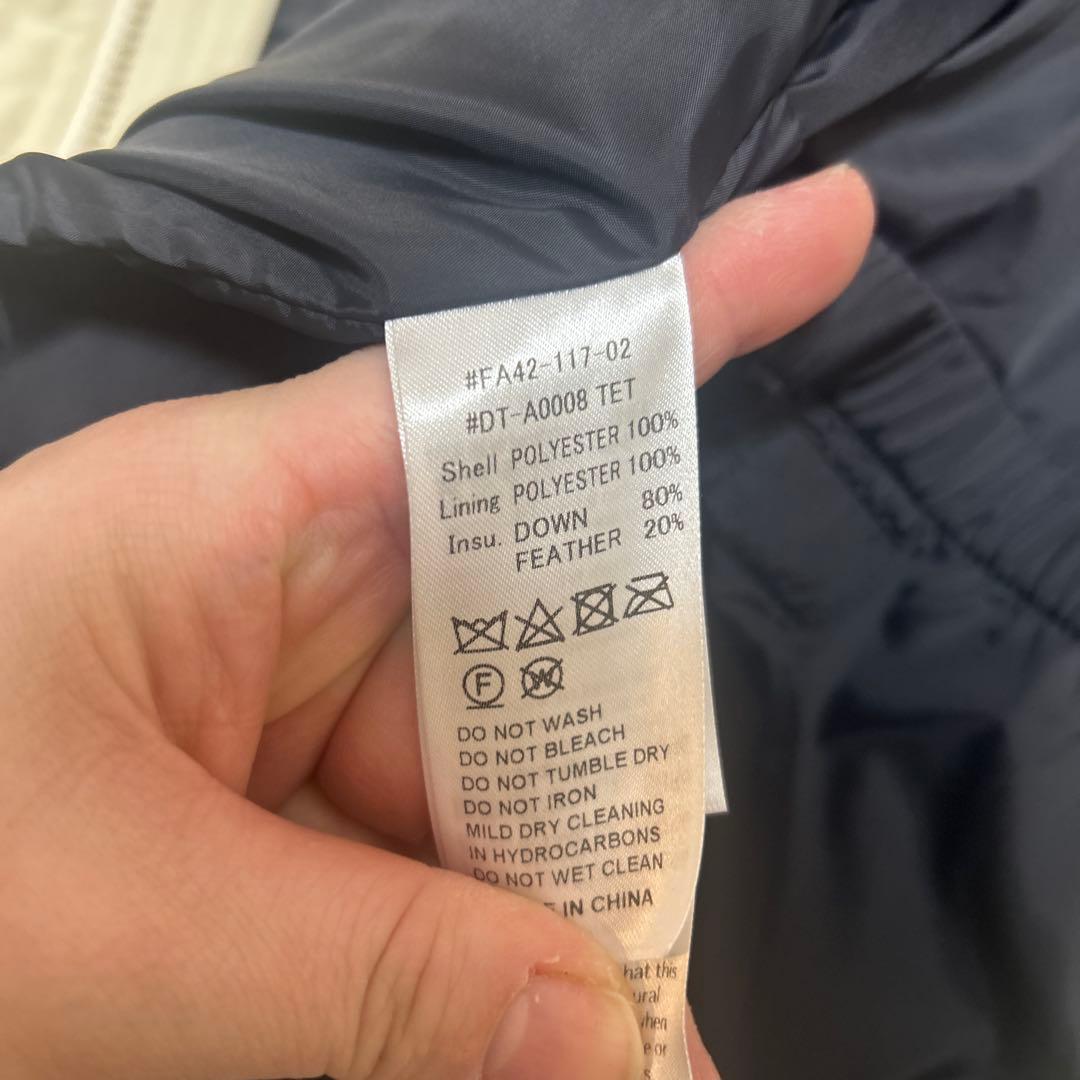 #FA42-117-02
#DT-A0008 TET
Shell POLYESTER 100%
Lining POLYESTER 100%
Insu. DOWN 80%
FEATHER 20%
F W
DO NOT WASH
DO NOT BLEACH
DO NOT TUMBLE DRY
DO NOT IRON
MILD DRY CLEANING
IN HYDROCARBONS
DO NOT WET CLEAN
IN CHINA
this
or